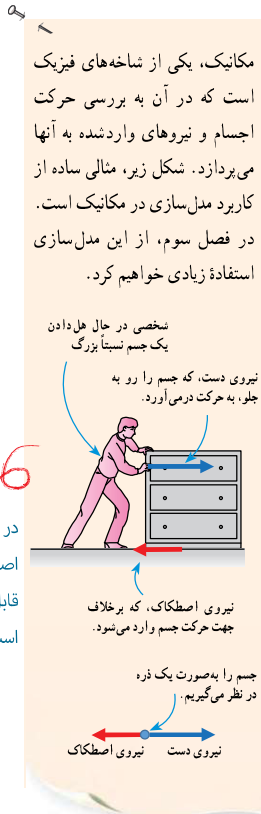 مکانیک، یکی از شاخه‌های فیزیک
است که در آن به بررسی حرکت
اجسام و نیروهای واردشده به آنها
می‌پردازد. شکل زیر، مثالی ساده از
کاربرد مدل‌سازی در مکانیک است.
در فصل سوم، از این مدل‌سازی
استفادهٔ زیادی خواهیم کرد.
شخصی در حال هل‌دادن
یک جسم نسبتاً بزرگ
نیروی دست، که جسم را رو به
جلو، به حرکت درمی‌آورد.
6
در
قابل
نیروی اصطکاک، که برخلاف
جهت حرکت جسم وارد می‌شود.
جسم را به‌صورت یک ذره
در نظر می‌گیریم.
نیروی دست
نیروی اصطکاک